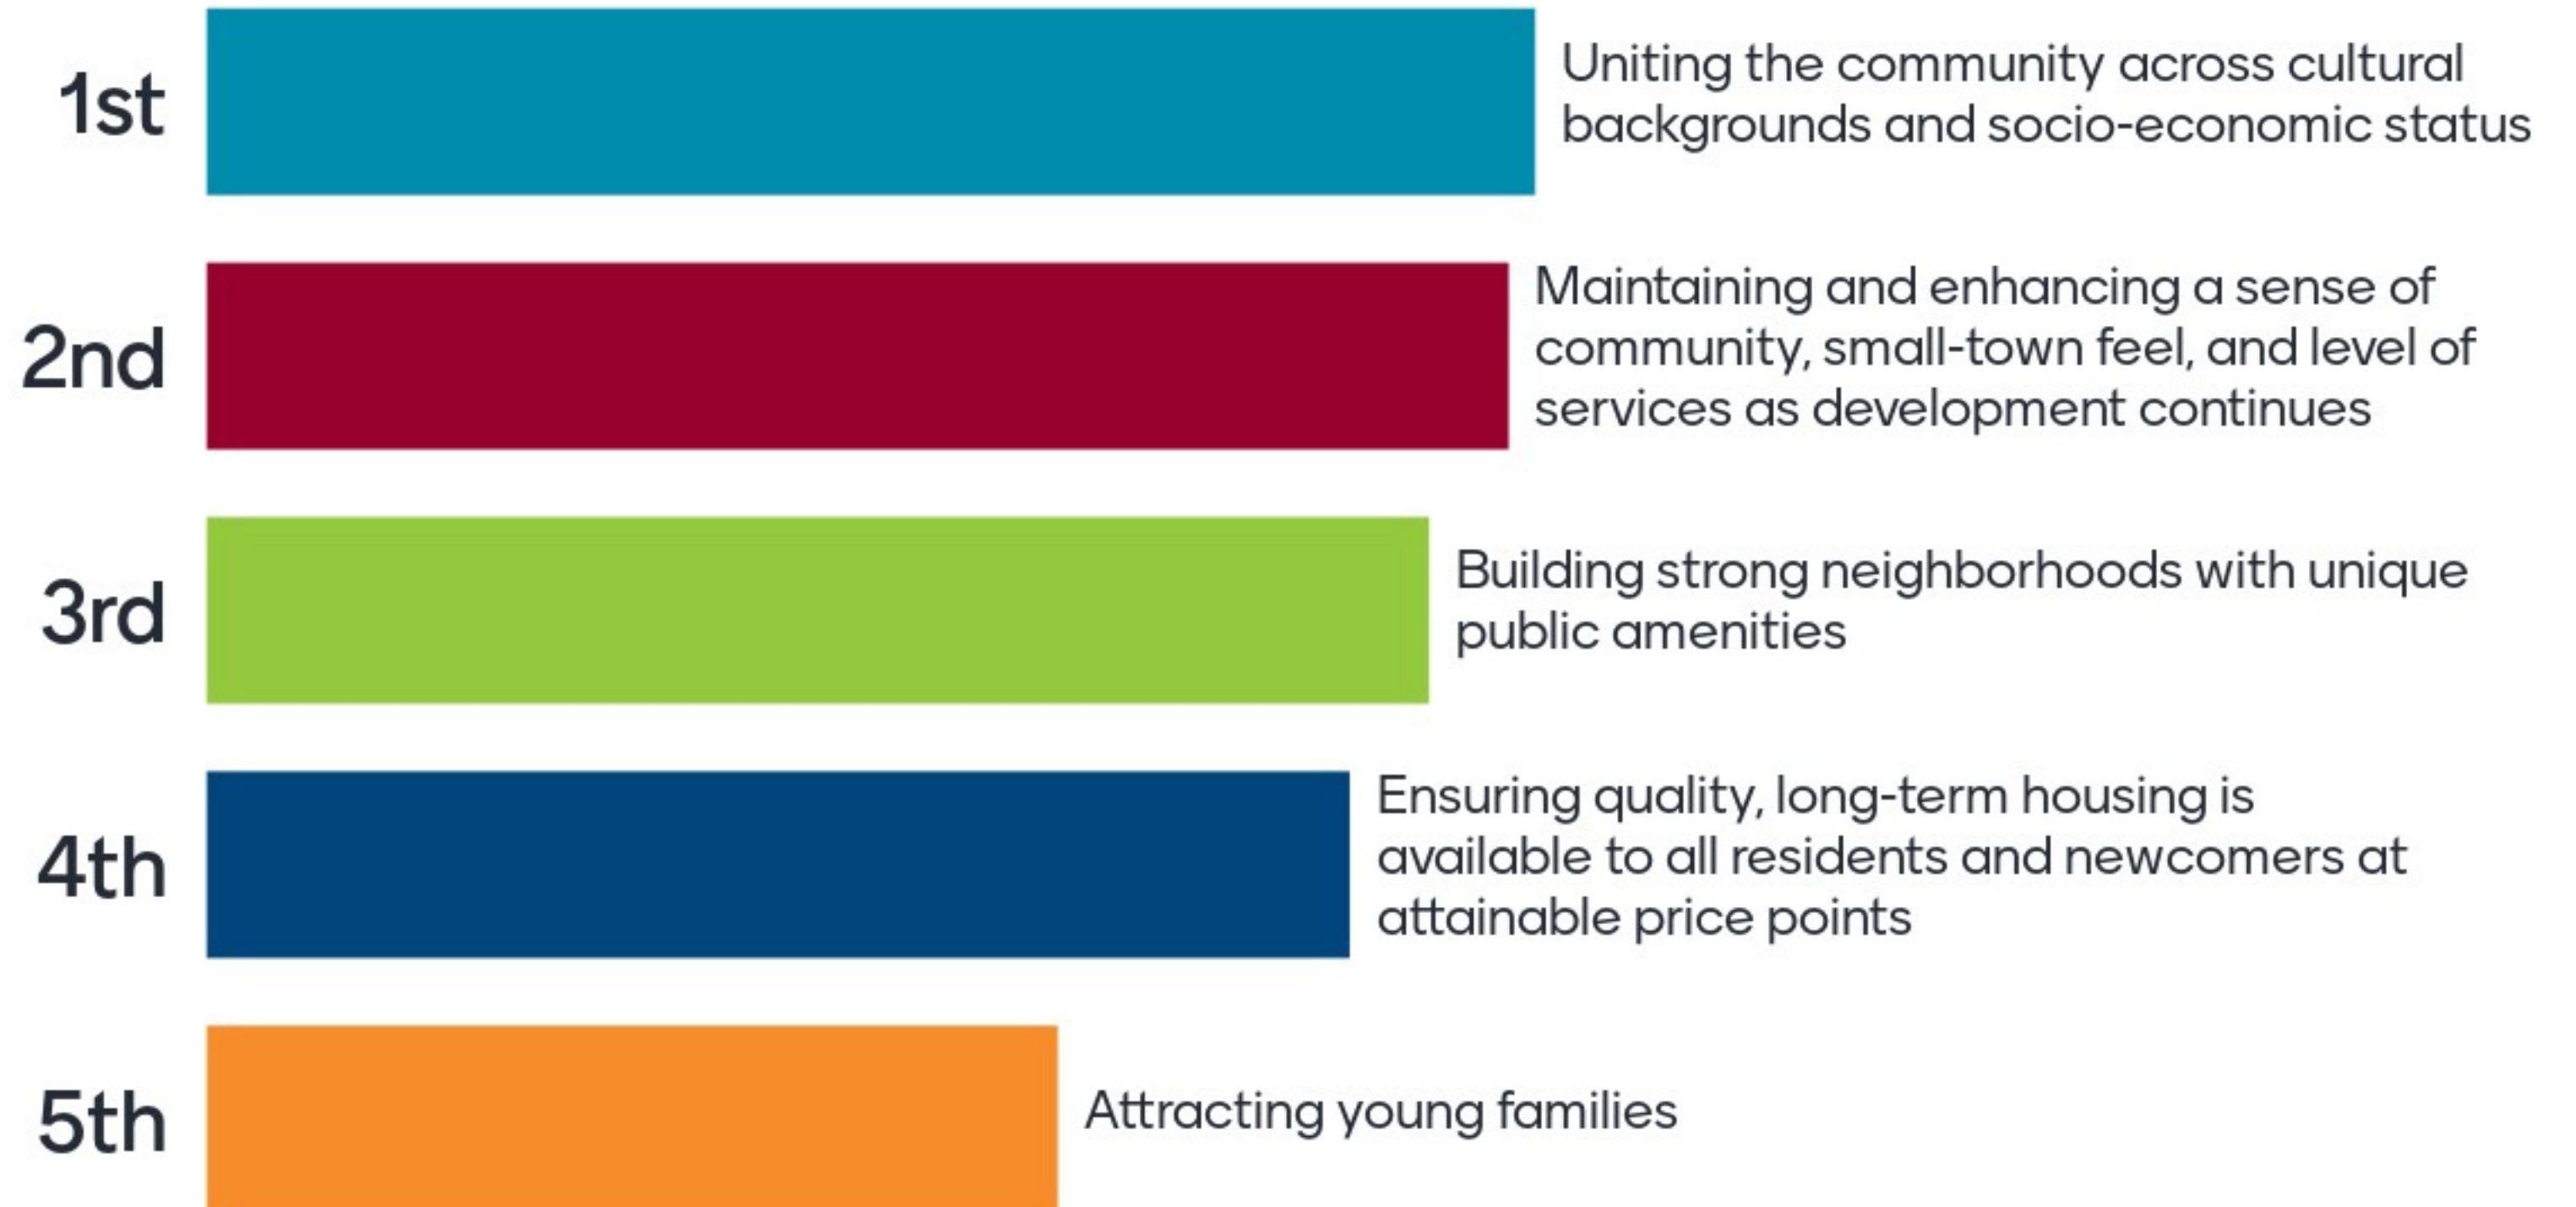 1st
Uniting the community across cultural
backgrounds and socio-economic status
2nd
Maintaining and enhancing a sense of
community, small-town feel, and level of
services as development continues
3rd
Building strong neighborhoods with unique
public amenities
4th
Ensuring quality, long-term housing is
available to all residents and newcomers at
attainable price points
5th
Attracting young families